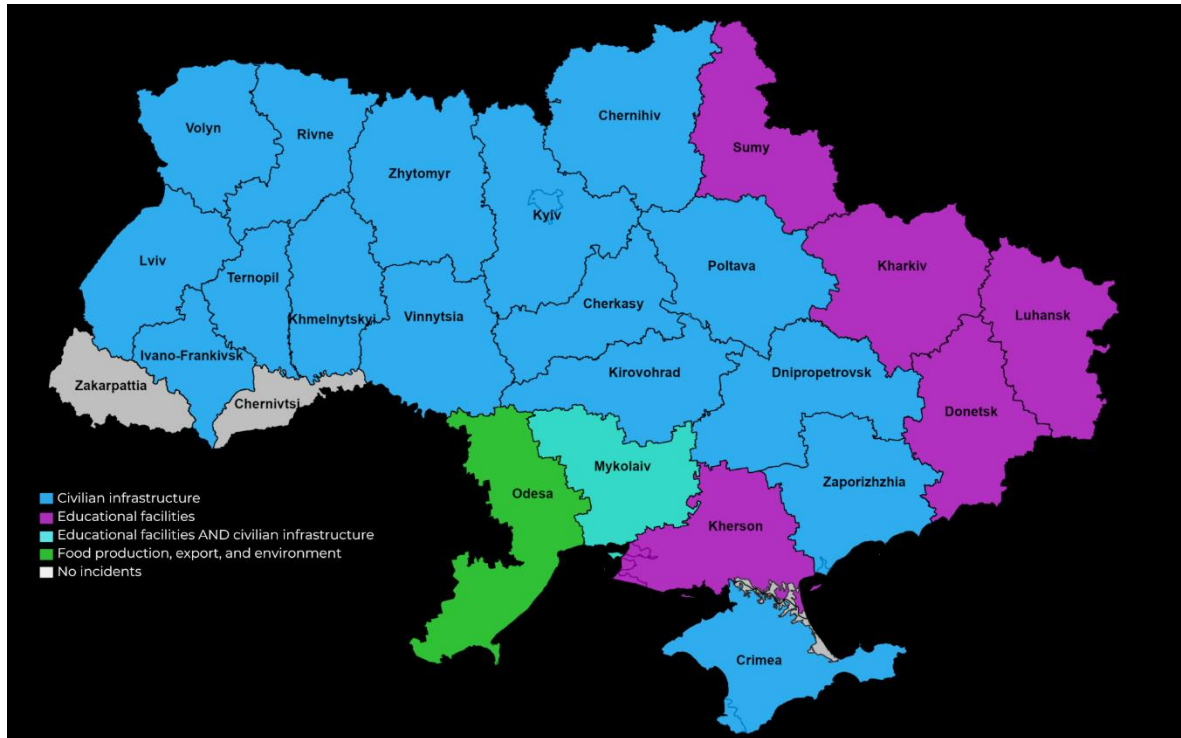 Chernihiv
Volyn
Rivne
Sumy
Zhytomyr
Kyiv
Lviv
Ternopil
Poltava
Kharkiv
Cherkasy
Luhansk
Khmelnytskyi
Vinnytsia
Ivano-Frankivsk
Kirovohrad
Dnipropetrovsk
Zakarpattia
Chernivtsi
Donetsk
Mykolaiv
Zaporizhzhia
Odesa
Kherson
Crimea
Civilian infrastructure
Educational facilities
Educational facilities AND civilian infrastructure
Food production, export, and environment
No incidents